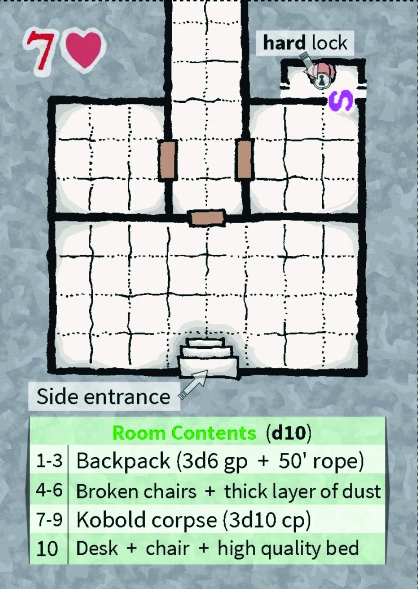 7♥
hard lock
S
Side entrance
Room Contents (d10)
1-3 Backpack (3d6 gp + 50' rope)
4-6 Broken chairs + thick layer of dust
7-9 Kobold corpse (3d10 cp)
10 Desk + chair + high quality bed